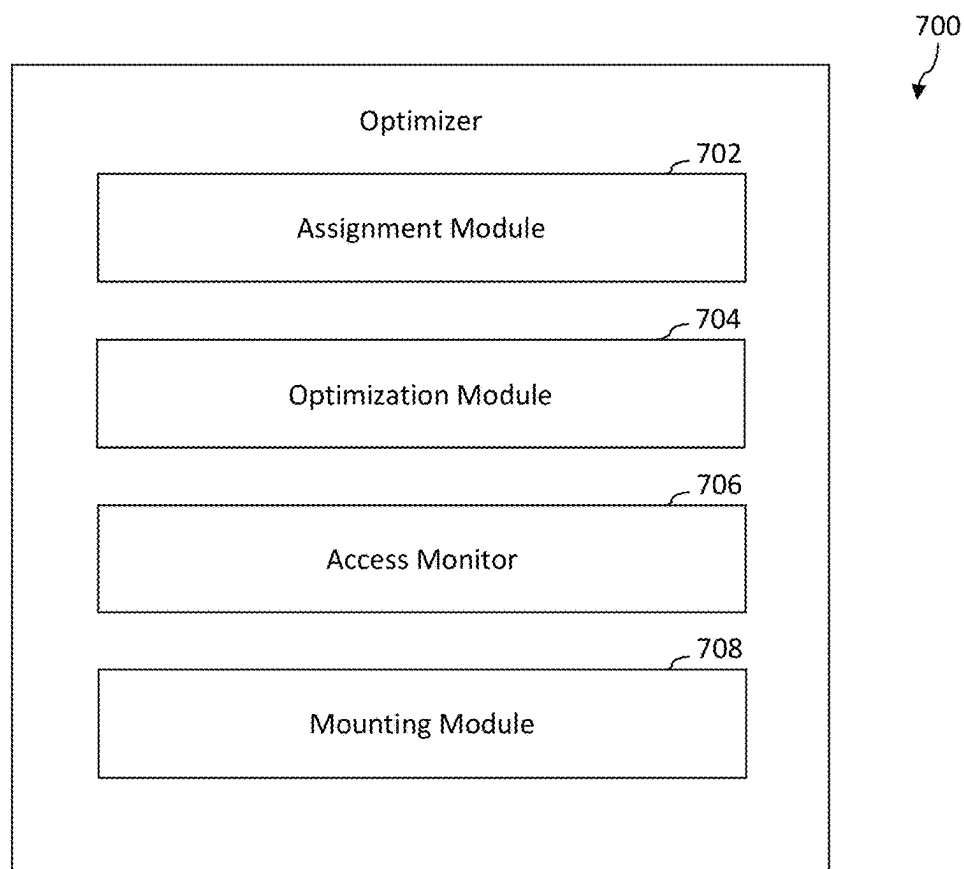 700
Optimizer
702
Assignment Module
704
Optimization Module
706
Access Monitor
708
Mounting Module